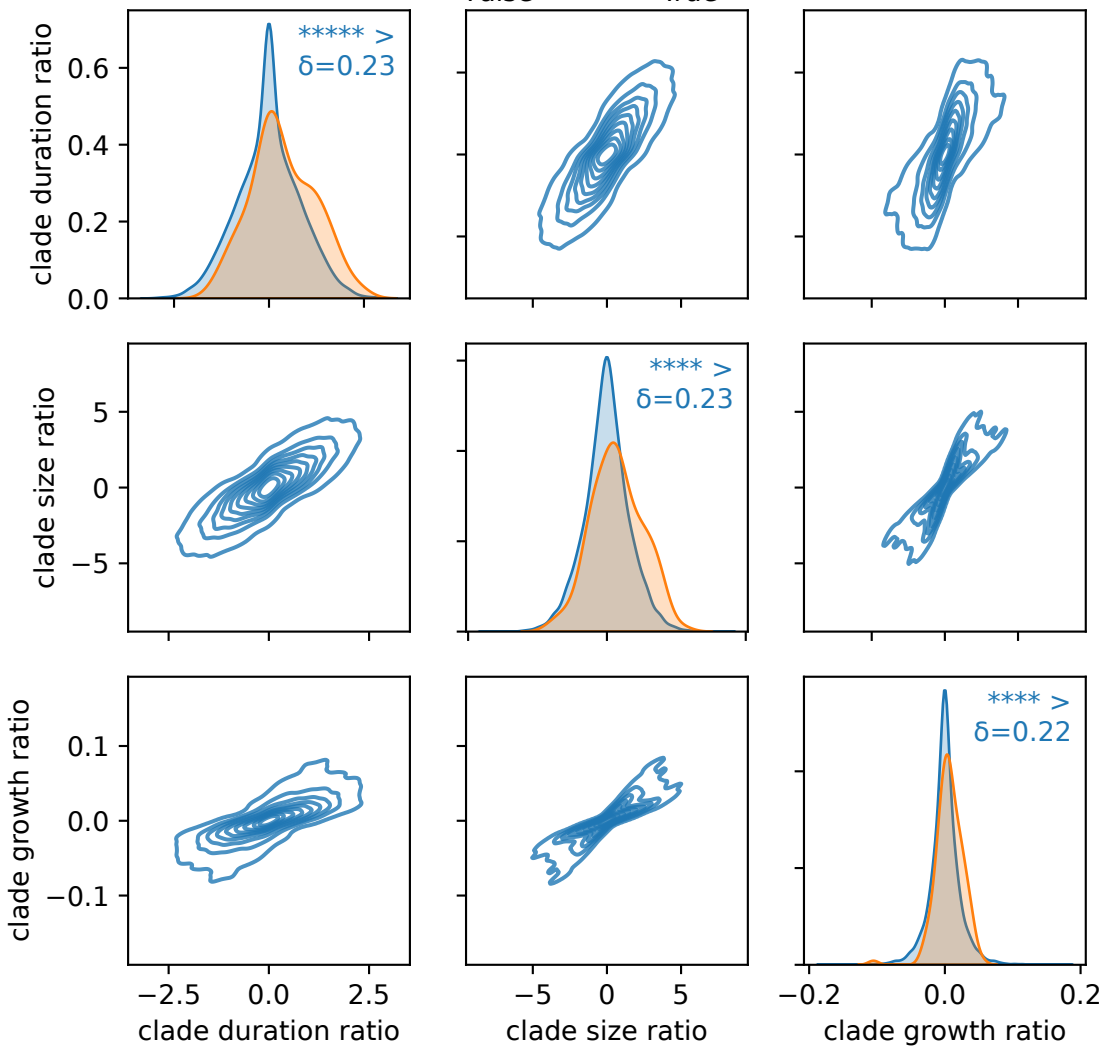 ***** >
δ=0.23
clade duration ratio
0.6
0.4
0.2
0.0
**** >
δ=0.23
clade size ratio
5
0
−5
**** >
δ=0.22
clade growth ratio
0.1
0.0
−0.1
−2.5 0.0 2.5
−5 0 5
−0.2 0.0 0.2
clade duration ratio
clade size ratio
clade growth ratio